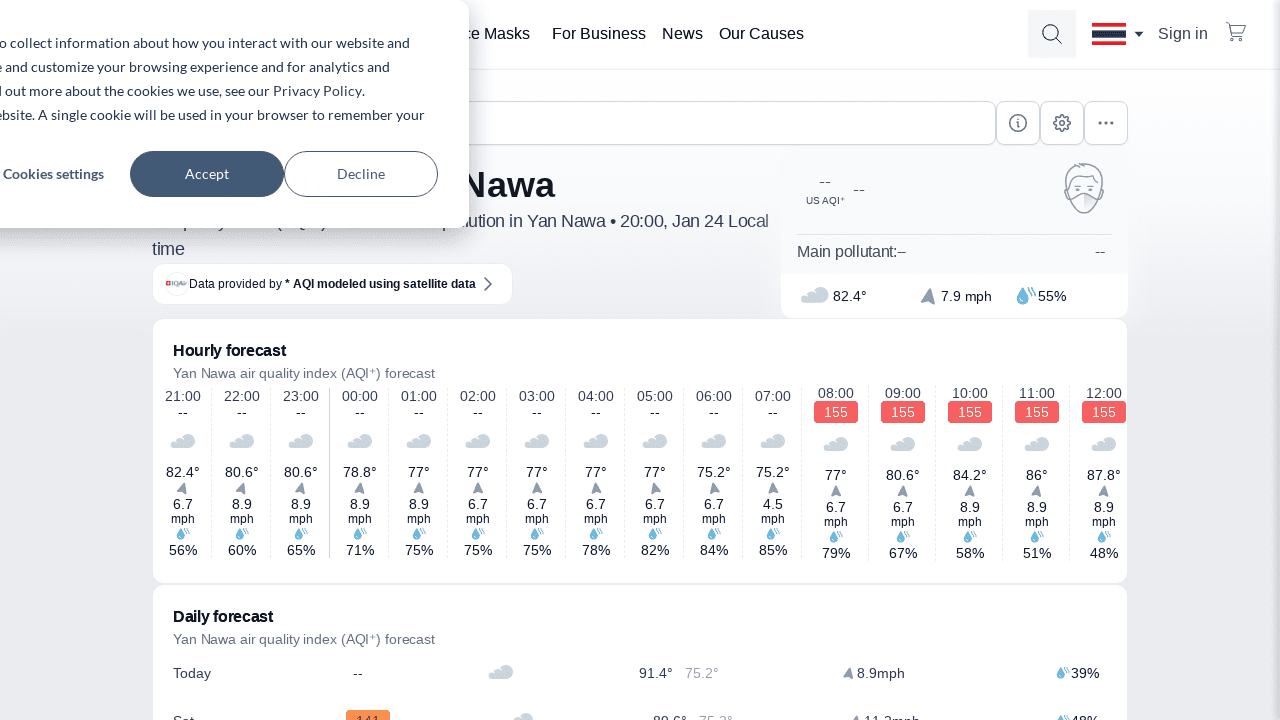 ce Masks For Business News Our Causes Sign in
o collect information about how you interact with our website and
e and customize your browsing experience and for analytics and
d out more about the cookies we use, see our Privacy Policy.
ebsite. A single cookie will be used in your browser to remember your
Cookies settings Accept Decline
Nawa
ution in Yan Nawa • 20:00, Jan 24 Local
time
Data provided by * AQI modeled using satellite data
-- --
US AQI⁺
Main pollutant:-- --
82.4° 7.9 mph 55%
Hourly forecast
Yan Nawa air quality index (AQI⁺) forecast
21:00 22:00 23:00 00:00 01:00 02:00 03:00 04:00 05:00 06:00 07:00 08:00 09:00 10:00 11:00 12:00
-- -- -- -- -- -- -- -- -- -- -- 155 155 155 155 155
82.4° 80.6° 80.6° 78.8° 77° 77° 77° 77° 77° 75.2° 75.2° 77° 80.6° 84.2° 86° 87.8°
6.7 8.9 8.9 8.9 8.9 6.7 6.7 6.7 6.7 6.7 4.5 6.7 6.7 8.9 8.9 8.9
mph mph mph mph mph mph mph mph mph mph mph mph mph mph mph mph
56% 60% 65% 71% 75% 75% 75% 78% 82% 84% 85% 79% 67% 58% 51% 48%
Daily forecast
Yan Nawa air quality index (AQI⁺) forecast
Today -- 91.4° 75.2° 8.9mph 39%
Sat 141 89.6° 75.2° 11.2mph 48%